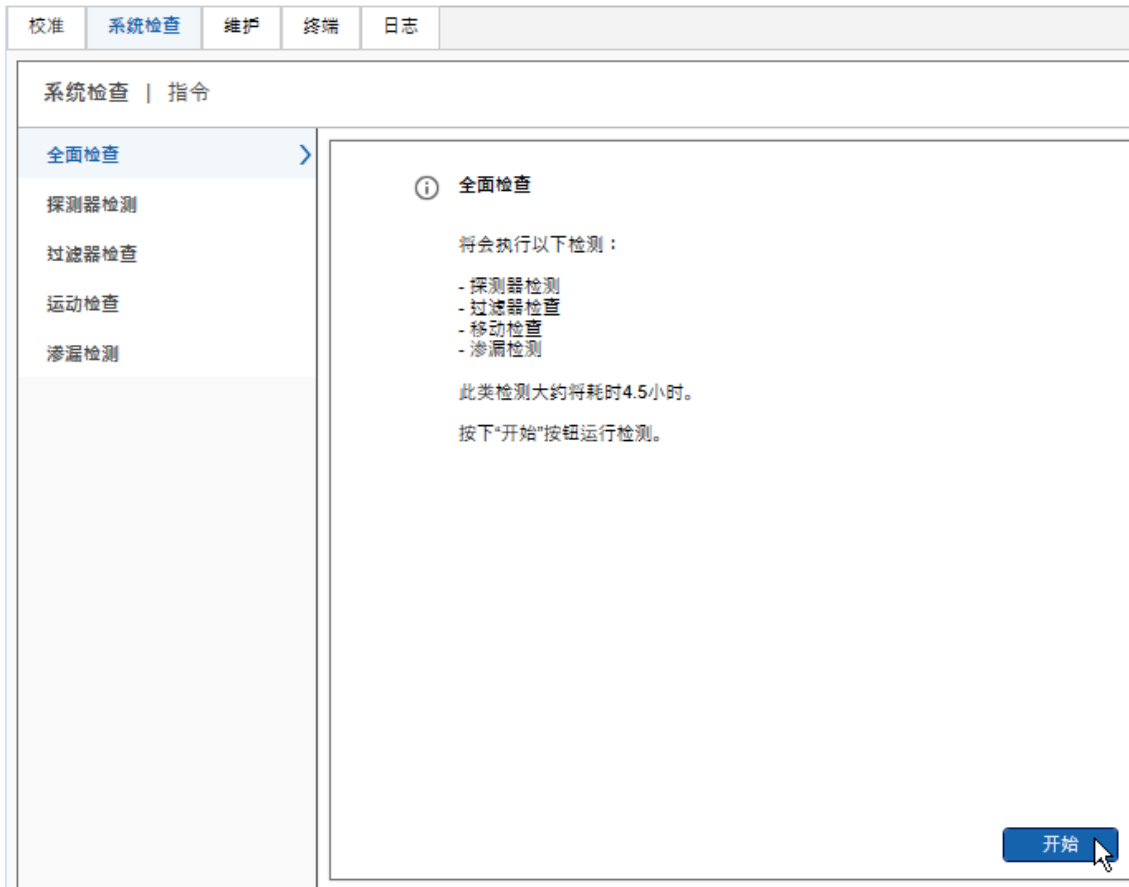 校准 系统检查 维护 终端 日志
系统检查 | 指令
全面检查
探测器检测
过滤器检查
运动检查
渗漏检测
全面检查
将会执行以下检测：
- 探测器检测
- 过滤器检查
- 移动检查
- 渗漏检测
此类检测大约将耗时4.5小时。
按下“开始”按钮运行检测。
开始